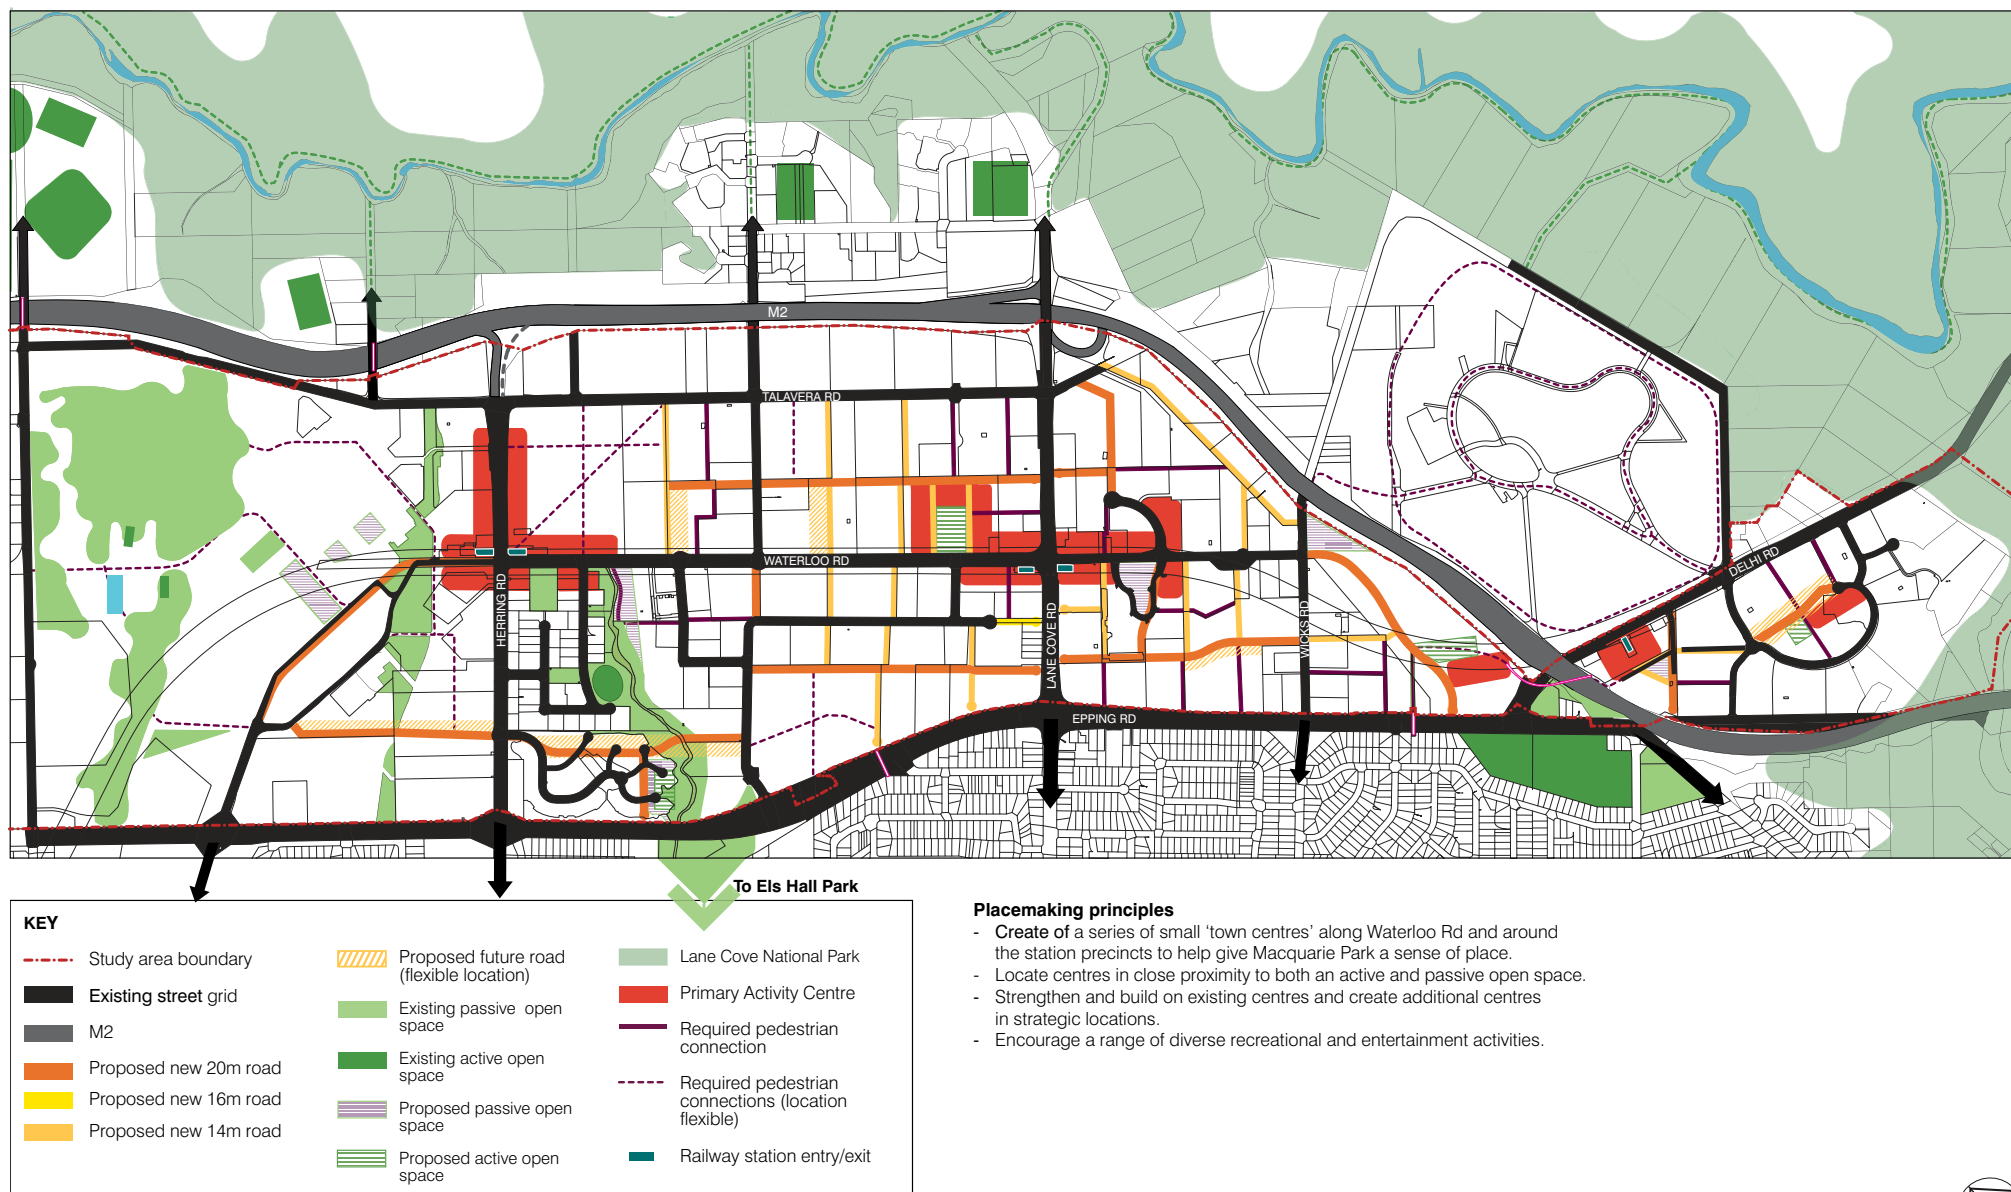 M2
TALAVERA RD
WATERLOO RD
HERRING RD
LANE COVE RD
WICKS RD
DELHI RD
EPPING RD
To Els Hall Park
KEY
Study area boundary
Existing street grid
M2
Proposed new 20m road
Proposed new 16m road
Proposed new 14m road
Proposed future road
(flexible location)
Existing passive open
space
Existing active open
space
Proposed passive open
space
Proposed active open
space
Lane Cove National Park
Primary Activity Centre
Required pedestrian
connection
Required pedestrian
connections (location
flexible)
Railway station entry/exit
Placemaking principles
- Create of a series of small ‘town centres’ along Waterloo Rd and around
the station precincts to help give Macquarie Park a sense of place.
- Locate centres in close proximity to both an active and passive open space.
- Strengthen and build on existing centres and create additional centres
in strategic locations.
- Encourage a range of diverse recreational and entertainment activities.